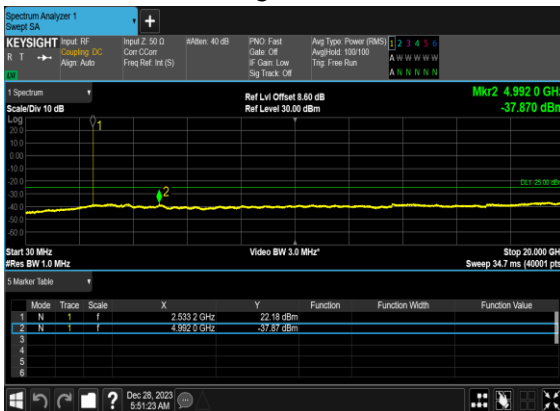 Spectrum Analyzer 1
Swept SA
KEYSIGHT Input: RF Input Z: 50 Ω #Atten: 40 dB PNO: Fast Avg Type: Power (RMS) 1 2 3 4 5 6
R T Coupling: DC Corr CCorr Gate: Off Avg|Hold: 100/100 A W W W W W
Align: Auto Freq Ref: Int (S) IF Gain: Low Trig: Free Run
LV Sig Track: Off A N N N N N
1 Spectrum Ref Lvl Offset 8.60 dB Mkr2 4.992 0 GHz
Scale/Div 10 dB Ref Level 30.00 dBm -37.870 dBm
Log
20.0
10.0
0.00
-10.0
-20.0
-30.0
-40.0
-50.0
-60.0
1
2
DL1 -25.00 dBm
Start 30 MHz Video BW 3.0 MHz* Stop 20.000 GHz
#Res BW 1.0 MHz Sweep 34.7 ms (40001 pts)
5 Marker Table
Mode Trace Scale X Y Function Function Width Function Value
1 N 1 f 2.533 2 GHz 22.18 dBm
2 N 1 f 4.992 0 GHz -37.87 dBm
3
4
5
6
? Dec 28, 2023
5:51:23 AM